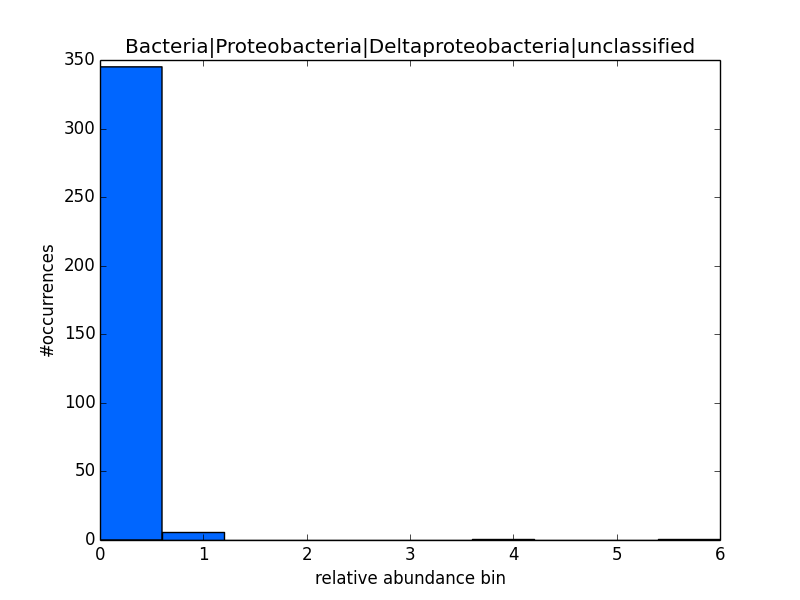 Bacteria|Proteobacteria|Deltaproteobacteria|unclassified
350
300
250
200
150
100
50
0
#occurrences
0 1 2 3 4 5 6
relative abundance bin